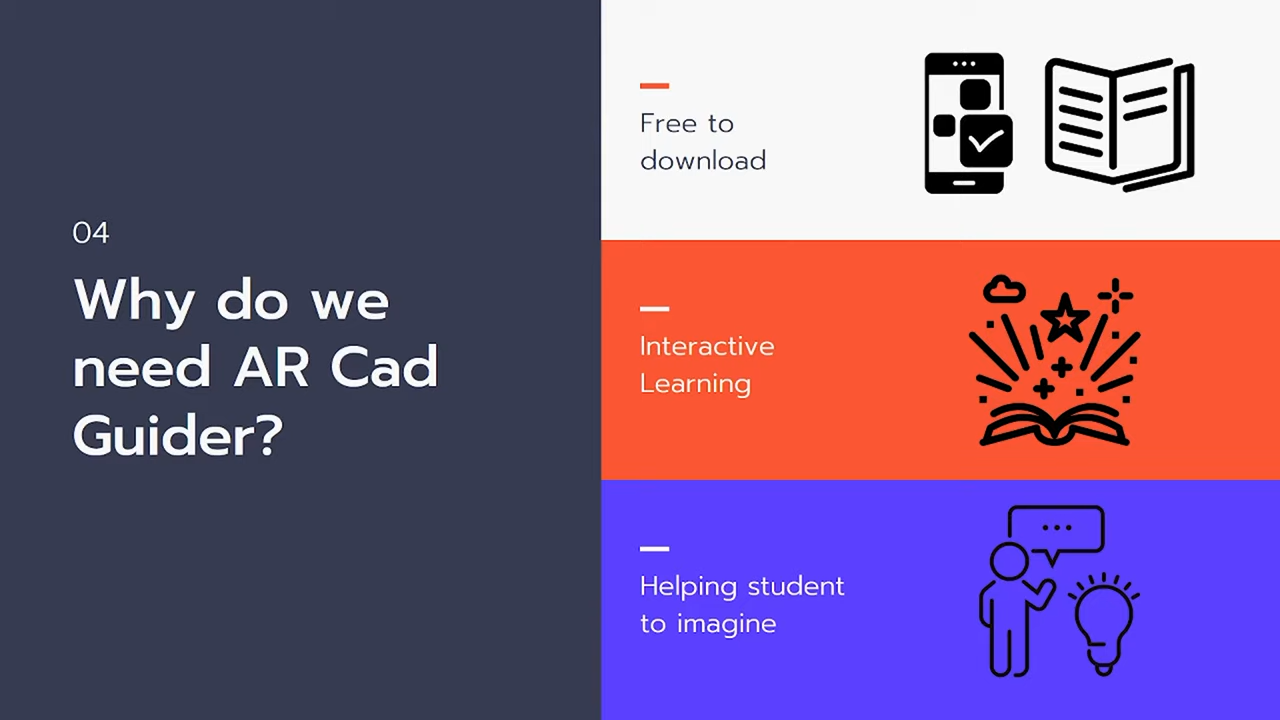 04
Why do we
need AR Cad
Guider?
Free to
download
Interactive
Learning
Helping student
to imagine